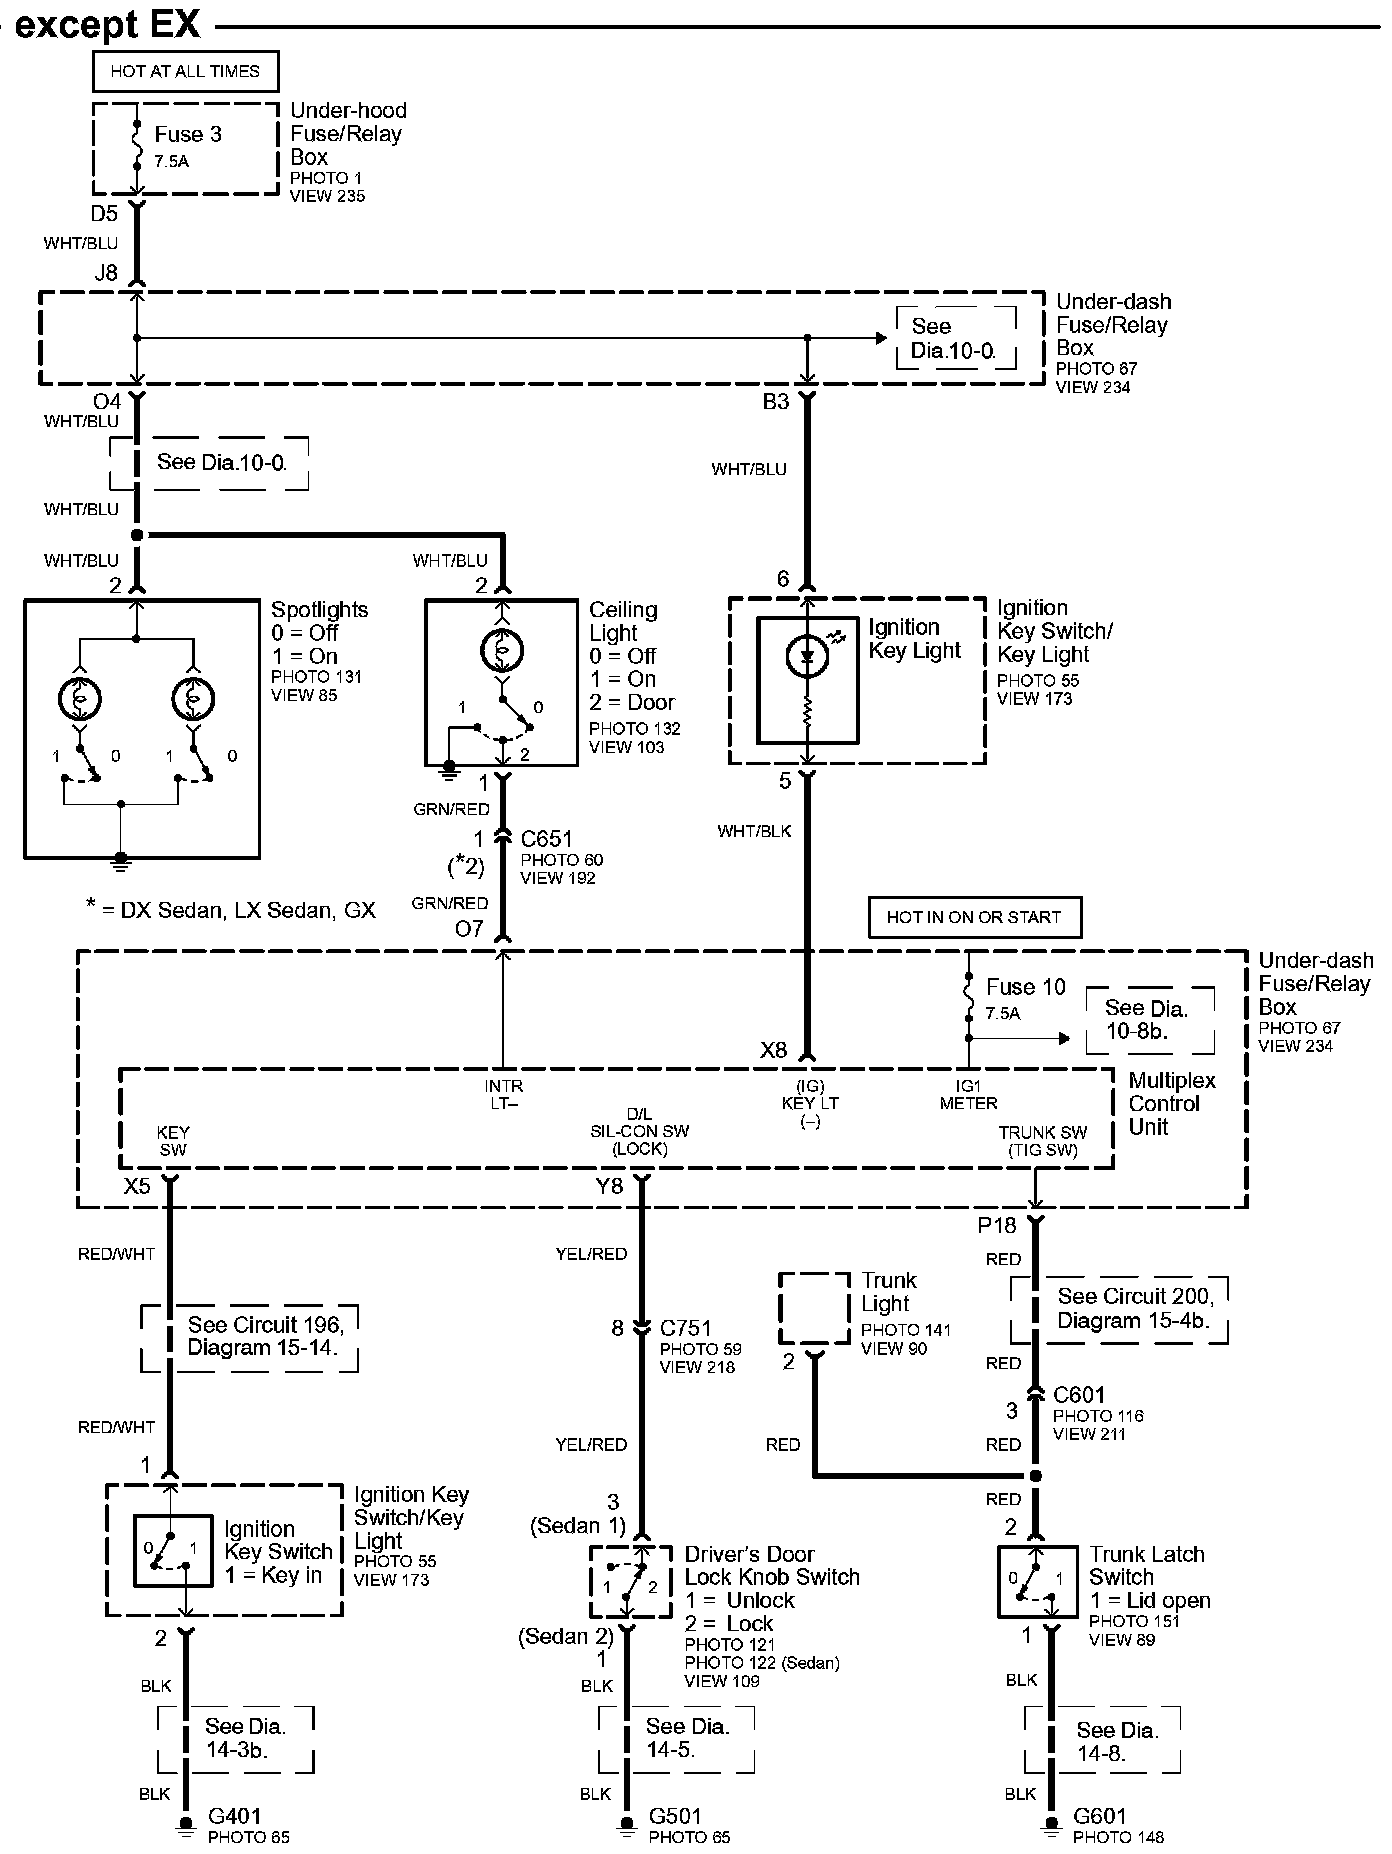 except EX
HOT AT ALL TIMES
Fuse 3
7.5A
Under-hood
Fuse/Relay
Box
PHOTO 1
VIEW 235
D5
WHT/BLU
J8
See
Dia.10-0.
Under-dash
Fuse/Relay
Box
PHOTO 67
VIEW 234
O4
WHT/BLU
B3
See Dia.10-0.
WHT/BLU
WHT/BLU
WHT/BLU
WHT/BLU
2
2
6
Spotlights
0 = Off
1 = On
PHOTO 131
VIEW 85
1
0
1
0
Ceiling
Light
0 = Off
1 = On
2 = Door
PHOTO 132
VIEW 103
1
0
2
Ignition
Key Light
Ignition
Key Switch/
Key Light
PHOTO 55
VIEW 173
1
GRN/RED
5
WHT/BLK
1
(*2)
C651
PHOTO 60
VIEW 192
GRN/RED
O7
* = DX Sedan, LX Sedan, GX
HOT IN ON OR START
Fuse 10
7.5A
See Dia.
10-8b.
Under-dash
Fuse/Relay
Box
PHOTO 67
VIEW 234
X8
INTR
LT–
(IG)
KEY LT
(–)
IG1
METER
Multiplex
Control
Unit
KEY
SW
D/L
SIL-CON SW
(LOCK)
TRUNK SW
(TIG SW)
X5
Y8
P18
RED/WHT
YEL/RED
RED
See Circuit 196,
Diagram 15-14.
8
C751
PHOTO 59
VIEW 218
Trunk
Light
PHOTO 141
VIEW 90
2
See Circuit 200,
Diagram 15-4b.
RED
C601
3
PHOTO 116
VIEW 211
RED/WHT
YEL/RED
RED
RED
RED
1
3
(Sedan 1)
2
Ignition
Key Switch
1 = Key in
0
1
Ignition Key
Switch/Key
Light
PHOTO 55
VIEW 173
1
2
Driver's Door
Lock Knob Switch
1 = Unlock
2 = Lock
PHOTO 121
PHOTO 122 (Sedan)
VIEW 109
0
1
Trunk Latch
Switch
1 = Lid open
PHOTO 151
VIEW 89
2
(Sedan 2)
1
1
BLK
BLK
BLK
See Dia.
14-3b.
See Dia.
14-5.
See Dia.
14-8.
BLK
BLK
BLK
G401
PHOTO 65
G501
PHOTO 65
G601
PHOTO 148